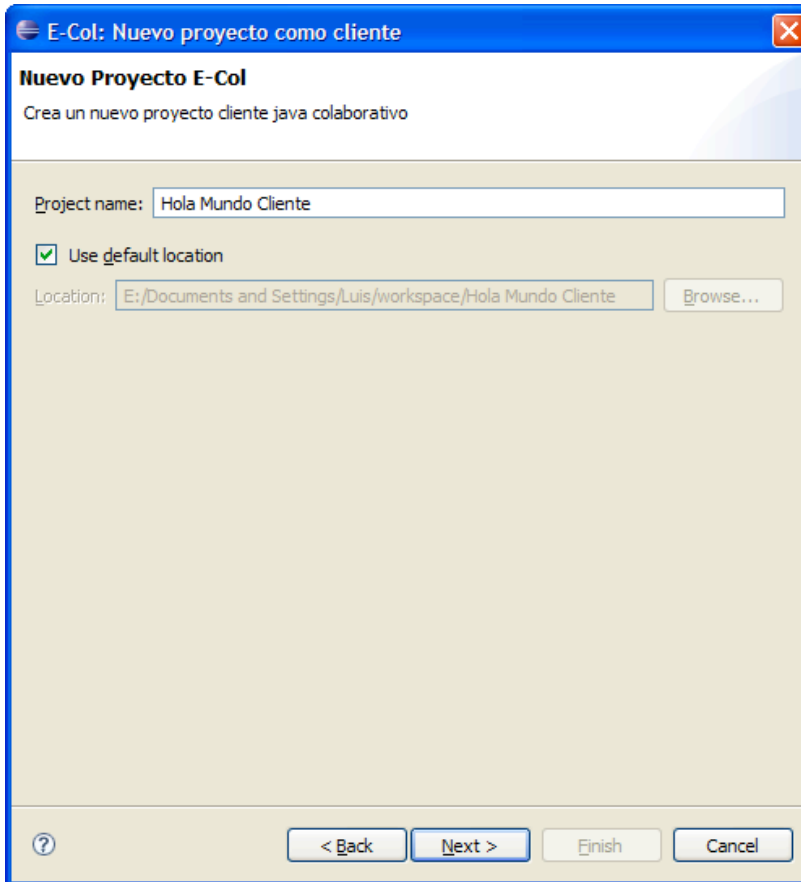 E-Col: Nuevo proyecto como cliente
Nuevo Proyecto E-Col
Crea un nuevo proyecto cliente java colaborativo
Project name: Hola Mundo Cliente
Use default location
Location: E:/Documents and Settings/Luis/workspace/Hola Mundo Cliente Browse...
? < Back Next > Finish Cancel